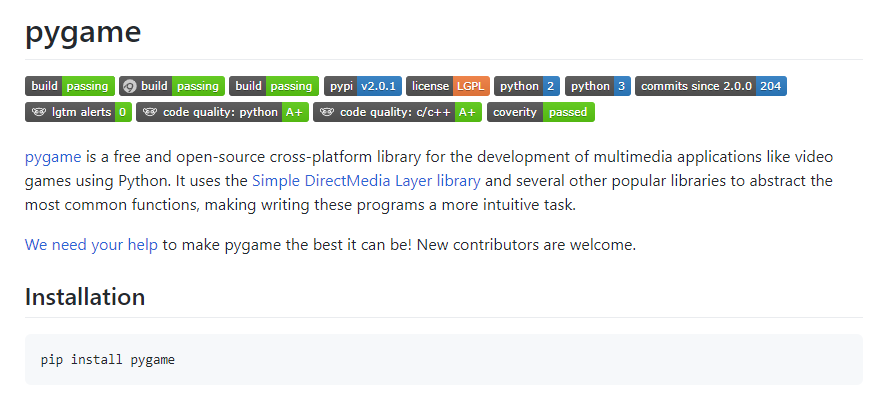 pygame
build passing build passing build passing pypi v2.0.1 license LGPL python 2 python 3 commits since 2.0.0 204
lgtm alerts 0 code quality: python A+ code quality: c/c++ A+ coverity passed
pygame is a free and open-source cross-platform library for the development of multimedia applications like video
games using Python. It uses the Simple DirectMedia Layer library and several other popular libraries to abstract the
most common functions, making writing these programs a more intuitive task.
We need your help to make pygame the best it can be! New contributors are welcome.
Installation
pip install pygame